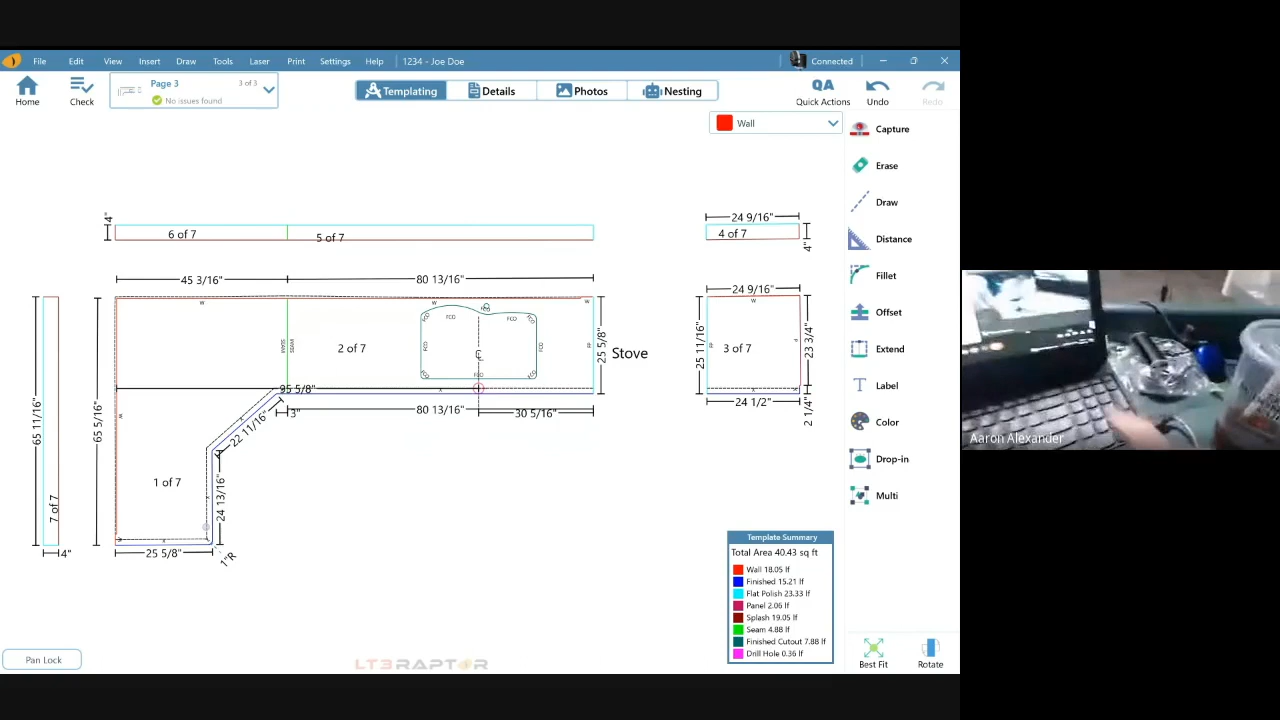 File Edit View Insert Draw Tools Laser Print Settings Help 1234 - Joe Doe Connected
Home
Check
Page 3 3 of 3
No issues found
Templating Details Photos Nesting
QA
Quick Actions
Undo
Redo
Wall
Capture
Erase
Draw
Distance
Fillet
Offset
Extend
Label
Color
Drop-in
Multi
Best Fit
Rotate
4"
6 of 7
5 of 7
24 9/16"
4 of 7
4"
45 3/16"
80 13/16"
24 9/16"
W
W
W
W
FCO
FCO
FCO
FCO
FCO
FCO
SEAM
2 of 7
25 5/8"
FP
Stove
25 11/16"
FP
3 of 7
P
23 3/4"
2 1/4"
24 1/2"
65 11/16"
65 5/16"
W
95 5/8"
22 11/16"
3"
80 13/16"
30 5/16"
1 of 7
24 13/16"
7 of 7
4"
25 5/8"
1"R
Template Summary
Total Area 40.43 sq ft
Wall 18.05 lf
Finished 15.21 lf
Flat Polish 23.33 lf
Panel 2.06 lf
Splash 19.05 lf
Seam 4.88 lf
Finished Cutout 7.88 lf
Drill Hole 0.36 lf
Pan Lock
LT3RAPTOR
Aaron Alexander